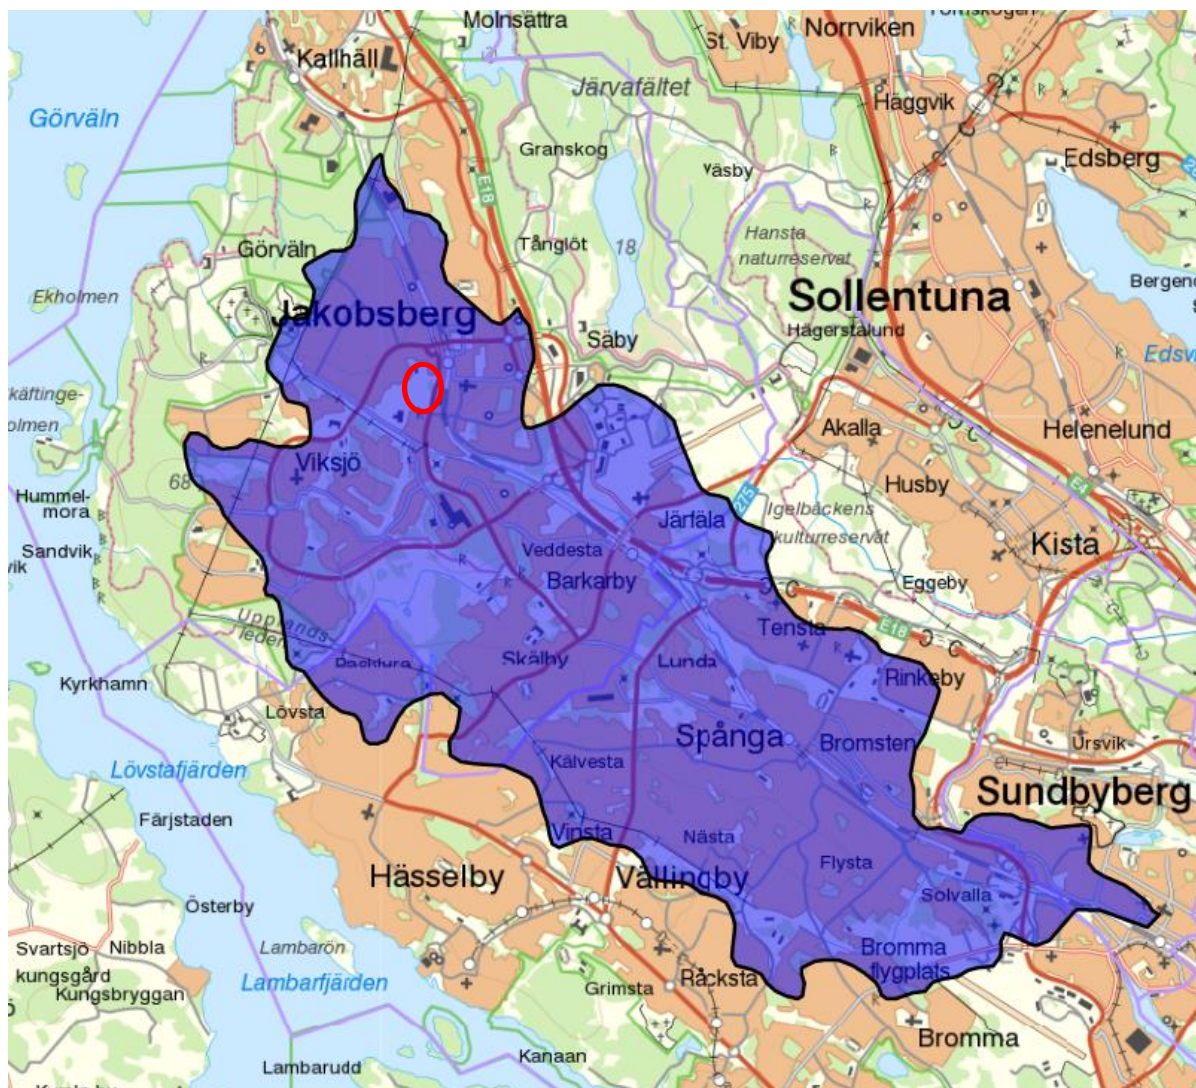 Molnsättra
Kallhäll
St. Viby
Norrviken
Järvafältet
Häggvik
Görväln
Granskog
Väsby
Edsberg
E18
Görväln
Tånglöt
18
Hansta
naturreservat
Ekholmen
Jakobsberg
Säby
Sollentuna
Hägerstalund
Bergen
Edsvi
käftinge-
olmen
Akalla
Helenelund
68
Viksjö
Husby
E4
Hummel-
mora
Järfäla
275
Igelbäckens
kulturreservat
Sandvik
vik
Veddesta
Barkarby
Kista
Eggeby
Upplands-
leden
Tensta
E18
Skälby
Lunda
Rinkeby
Kyrkhamn
Lövsta
Spånga
Bromsten
Ursvik
Lövstafjärden
Kälvesta
Sundbyberg
Färjstaden
Vinsta
Nästa
Flysta
Hässelby
Vällingby
Solvalla
Österby
Svartsjö
Nibbla
Lambarön
Bromma
flygplats
kungsgård
Kungsbryggan
Lambarfjärden
Grimsta
Råcksta
Bromma
Lambarudd
Kanaan